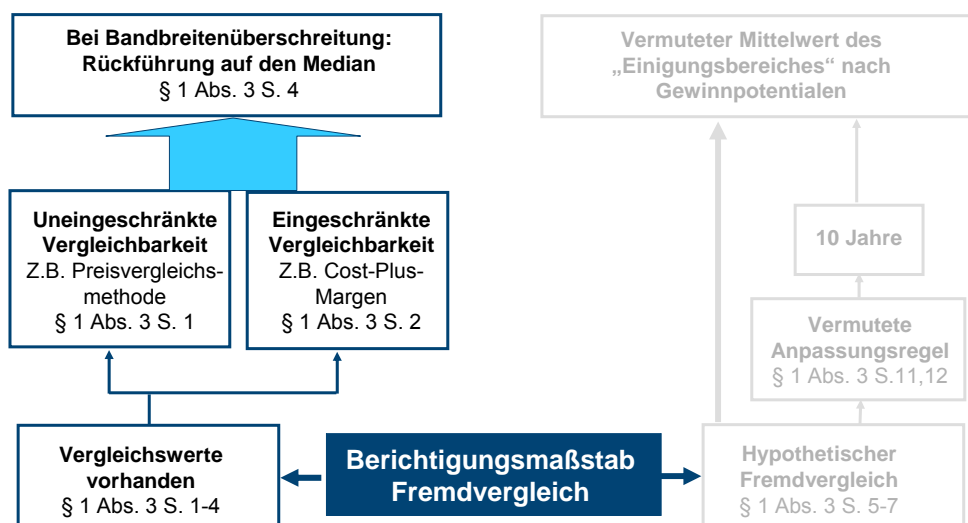 Bei Bandbreitenüberschreitung:
Rückführung auf den Median
§ 1 Abs. 3 S. 4
Vermuteter Mittelwert des
„Einigungsbereiches“ nach
Gewinnpotentialen
Uneingeschränkte
Vergleichbarkeit
Z.B. Preisvergleichs-
methode
§ 1 Abs. 3 S. 1
Eingeschränkte
Vergleichbarkeit
Z.B. Cost-Plus-
Margen
§ 1 Abs. 3 S. 2
10 Jahre
Vermutete
Anpassungsregel
§ 1 Abs. 3 S.11,12
Vergleichswerte
vorhanden
§ 1 Abs. 3 S. 1-4
Berichtigungsmaßstab
Fremdvergleich
Hypothetischer
Fremdvergleich
§ 1 Abs. 3 S. 5-7